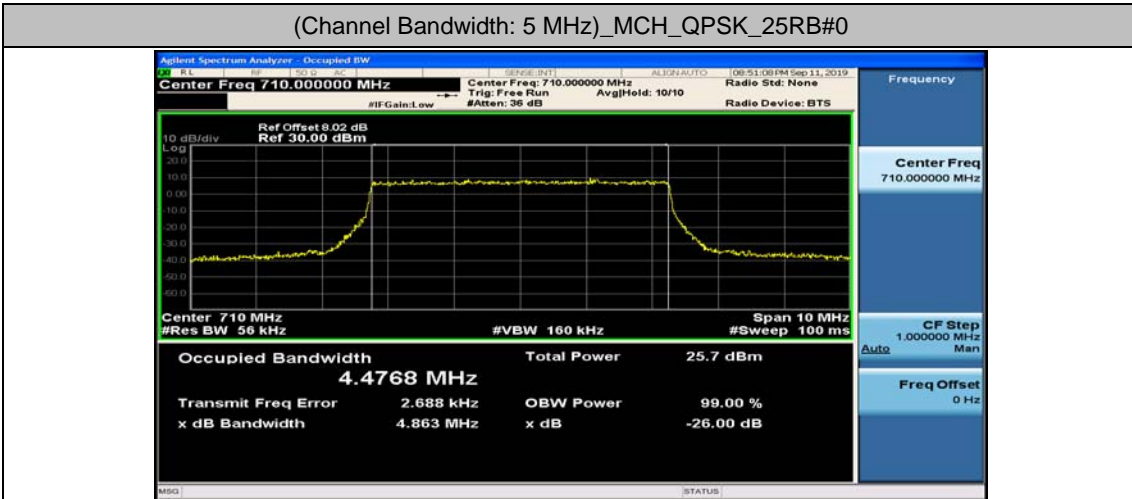 (Channel Bandwidth: 5 MHz)_MCH_QPSK_25RB#0
Agilent Spectrum Analyzer - Occupied BW
RL RF 50 Ω AC SENSE:INT ALIGN AUTO 08:51:08 PM Sep 11, 2019
Center Freq 710.000000 MHz
Center Freq: 710.000000 MHz
Radio Std: None
Trig: Free Run Avg|Hold: 10/10
#IFGain:Low #Atten: 36 dB Radio Device: BTS
Ref Offset 8.02 dB
10 dB/div Ref 30.00 dBm
Log
20.0
10.0
0.00
-10.0
-20.0
-30.0
-40.0
-50.0
-60.0
Center 710 MHz Span 10 MHz
#Res BW 56 kHz #VBW 160 kHz #Sweep 100 ms
Occupied Bandwidth Total Power 25.7 dBm
4.4768 MHz
Transmit Freq Error 2.688 kHz OBW Power 99.00 %
x dB Bandwidth 4.863 MHz x dB -26.00 dB
MSG STATUS
Frequency
Center Freq
710.000000 MHz
CF Step
1.000000 MHz
Auto Man
Freq Offset
0 Hz